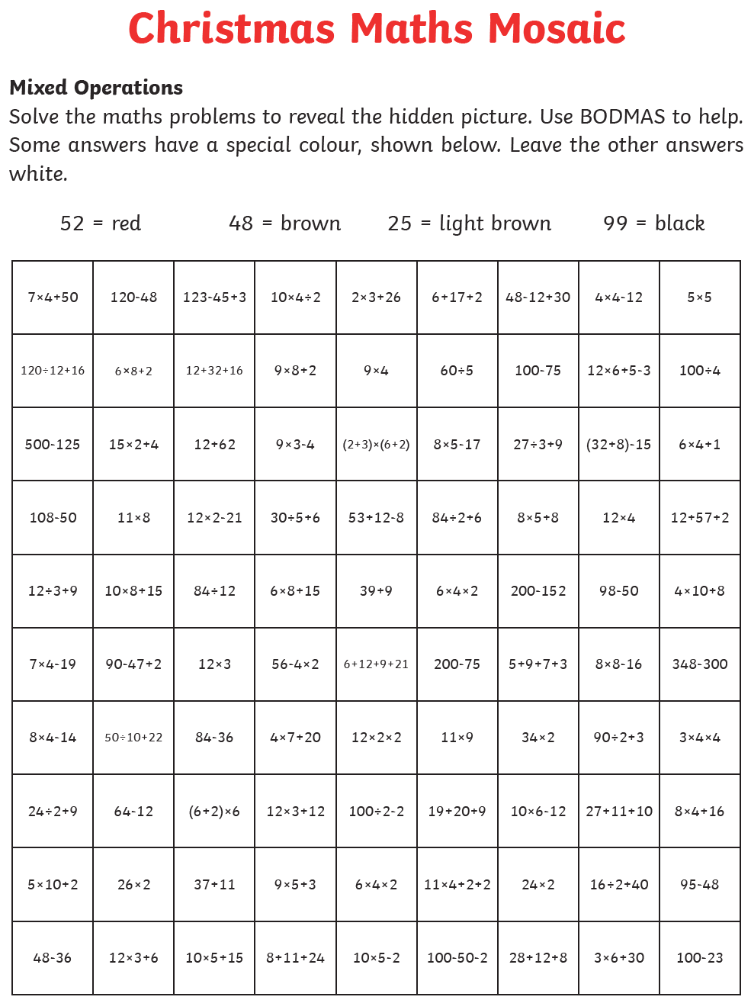 Christmas Maths Mosaic
Mixed Operations
Solve the maths problems to reveal the hidden picture. Use BODMAS to help.
Some answers have a special colour, shown below. Leave the other answers
white.
52 = red 48 = brown 25 = light brown 99 = black
7×4+50 120-48 123-45+3 10×4÷2 2×3+26 6+17+2 48-12+30 4×4-12 5×5
120÷12+16 6×8+2 12+32+16 9×8+2 9×4 60÷5 100-75 12×6+5-3 100÷4
500-125 15×2+4 12+62 9×3-4 (2+3)×(6+2) 8×5-17 27÷3+9 (32+8)-15 6×4+1
108-50 11×8 12×2-21 30÷5+6 53+12-8 84÷2+6 8×5+8 12×4 12+57+2
12÷3+9 10×8+15 84÷12 6×8+15 39+9 6×4×2 200-152 98-50 4×10+8
7×4-19 90-47+2 12×3 56-4×2 6+12+9+21 200-75 5+9+7+3 8×8-16 348-300
8×4-14 50÷10+22 84-36 4×7+20 12×2×2 11×9 34×2 90÷2+3 3×4×4
24÷2+9 64-12 (6+2)×6 12×3+12 100÷2-2 19+20+9 10×6-12 27+11+10 8×4+16
5×10+2 26×2 37+11 9×5+3 6×4×2 11×4+2+2 24×2 16÷2+40 95-48
48-36 12×3+6 10×5+15 8+11+24 10×5-2 100-50-2 28+12+8 3×6+30 100-23